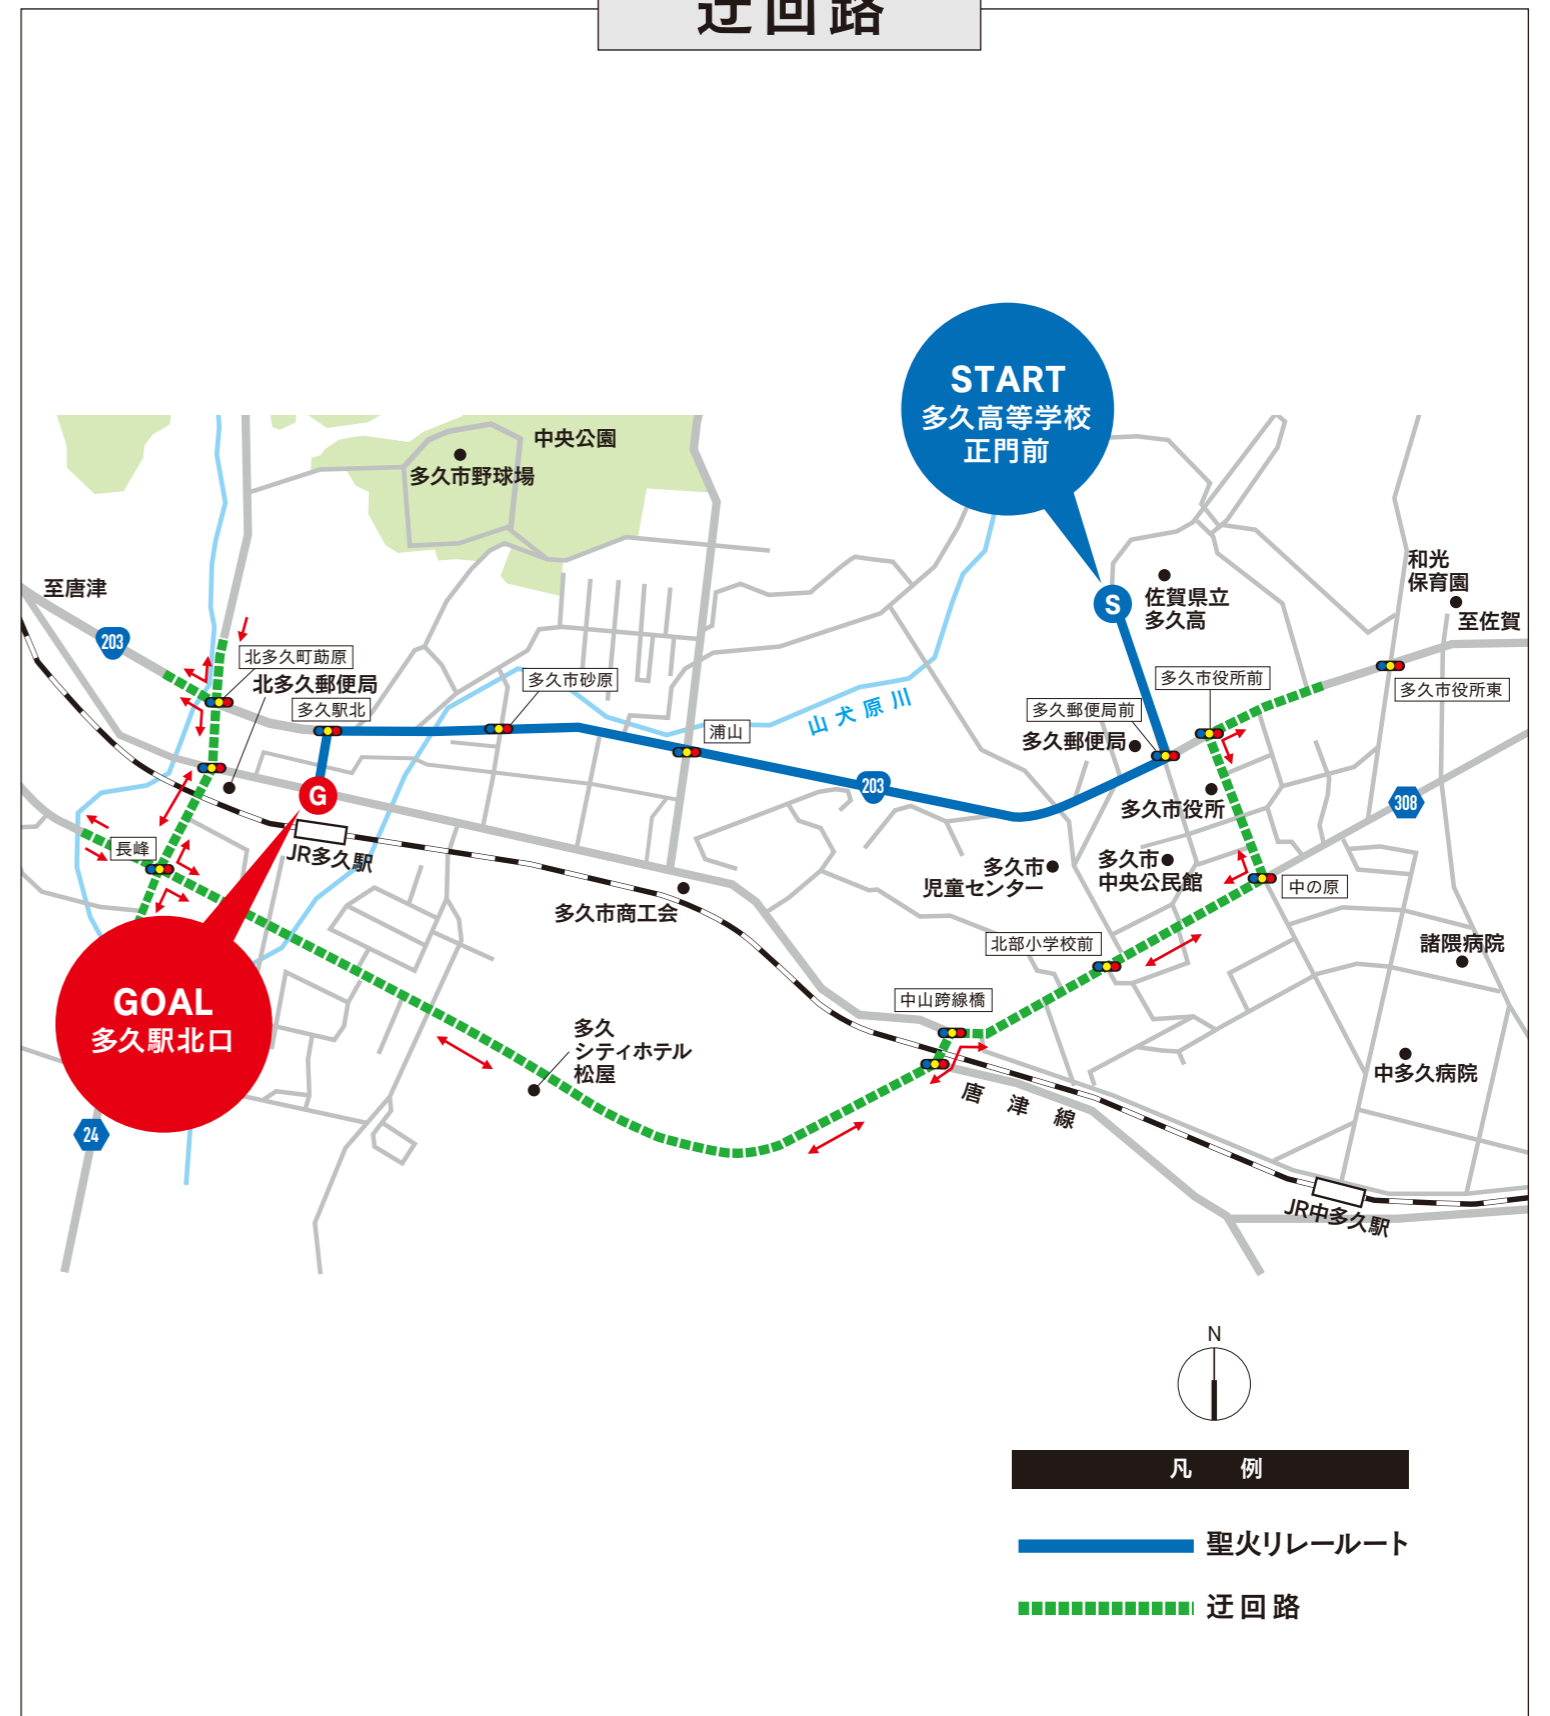 迂回路
START
多久高等学校
正門前
中央公園
多久市野球場
至唐津
203
和光
保育園
至佐賀
佐賀県立
多久高
S
北多久町莇原
北多久郵便局
多久駅北
多久市砂原
浦山
山犬原川
多久市役所前
多久市役所東
多久郵便局前
多久郵便局
203
308
多久市役所
G
JR多久駅
長峰
多久市
児童センター
多久市
中央公民館
中の原
多久市商工会
北部小学校前
諸隈病院
中山跨線橋
GOAL
多久駅北口
多久
シティホテル
松屋
中多久病院
唐津線
24
JR中多久駅
N
凡例
聖火リレールート
迂回路